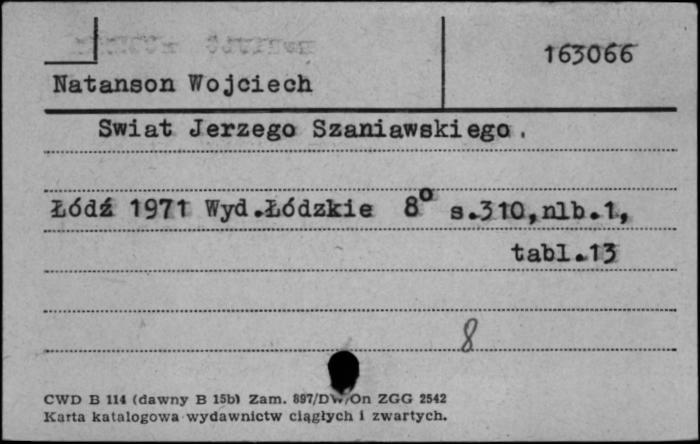 163066
Natanson Wojciech
Swiat Jerzego Szaniawskiego.
Łódź 1971 Wyd.Łódzkie 8° s.310,nlb.1,
tabl.13
8
CWD B 114 (dawny B 15b) Zam. 897/DW/On ZGG 2542
Karta katalogowa wydawnictw ciągłych i zwartych.